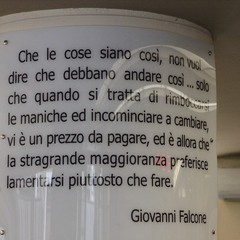 Che le cose siano così, non vuol
dire che debbano andare così ... solo
che quando si tratta di rimboccarsi
le maniche ed incominciare a cambiare,
vi è un prezzo da pagare, ed è allora che
la stragrande maggioranza preferisce
lamentarsi piuttosto che fare.
Giovanni Falcone